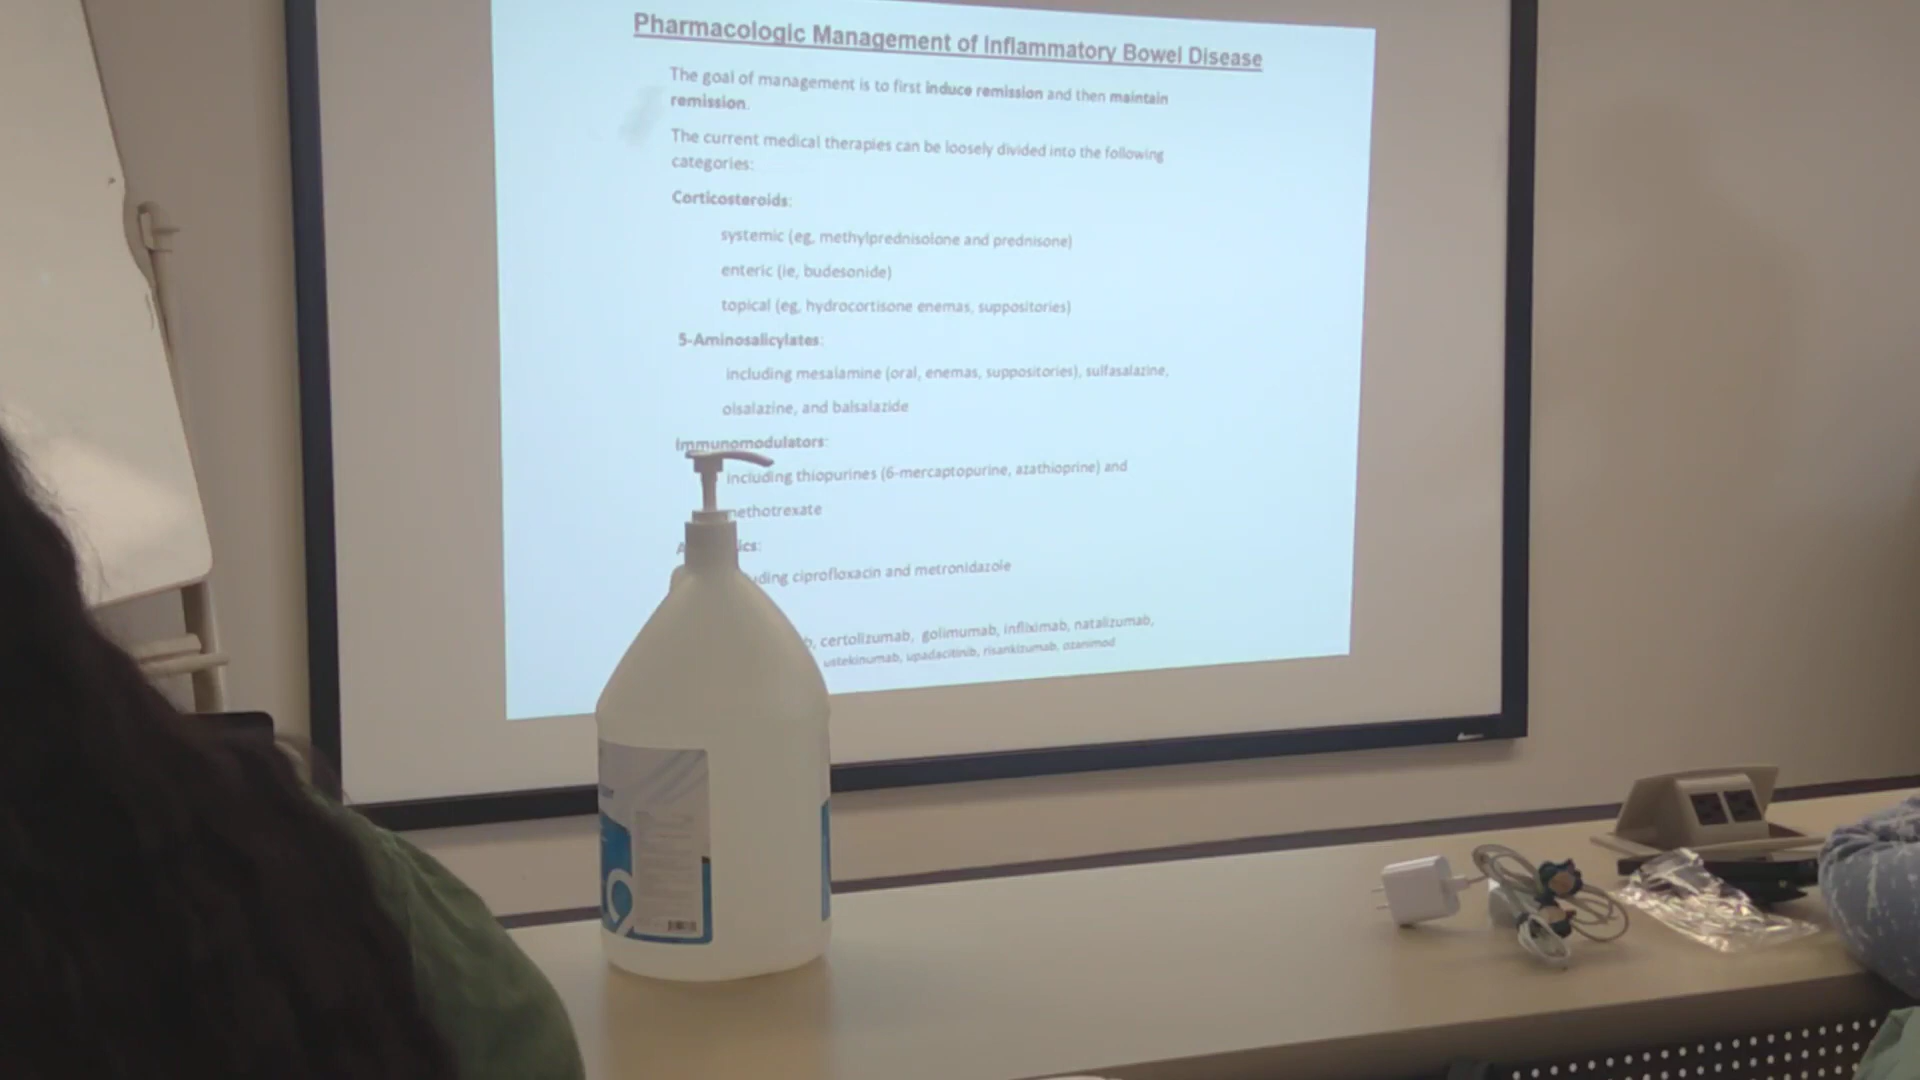 Pharmacologic Management of Inflammatory Bowel Disease
The goal of management is to first induce remission and then maintain
remission.
The current medical therapies can be loosely divided into the following
categories:
Corticosteroids:
systemic (eg, methylprednisolone and prednisone)
enteric (ie, budesonide)
topical (eg, hydrocortisone enemas, suppositories)
5-Aminosalicylates:
including mesalamine (oral, enemas, suppositories), sulfasalazine,
olsalazine, and balsalazide
Immunomodulators:
including thiopurines (6-mercaptopurine, azathioprine) and
methotrexate
ciprofloxacin and metronidazole
certolizumab, golimumab, infliximab, natalizumab,
ustekinumab, upadacitinib, risankizumab, ozanimod